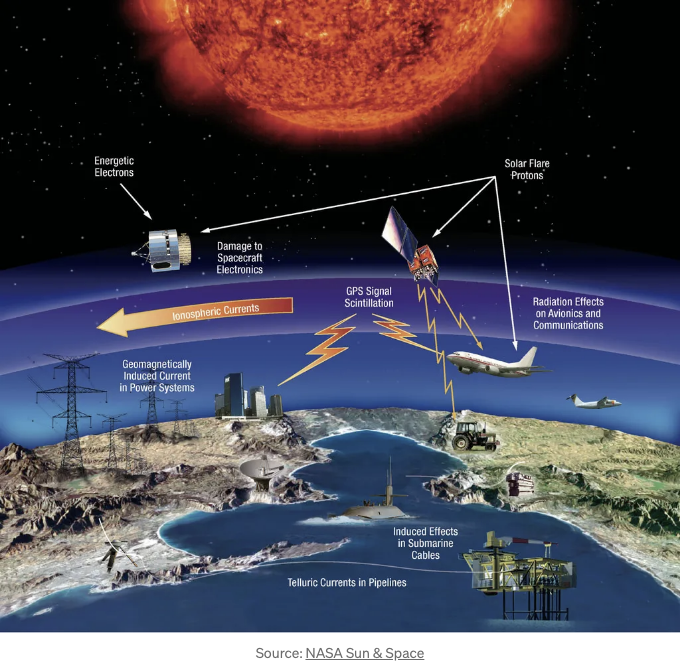 Energetic
Electrons
Solar Flare
Protons
Damage to
Spacecraft
Electronics
GPS Signal
Scintillation
Ionospheric Currents
Radiation Effects
on Avionics and
Communications
Geomagnetically
Induced Current
in Power Systems
Induced Effects
in Submarine
Cables
Telluric Currents in Pipelines
Source: NASA Sun & Space